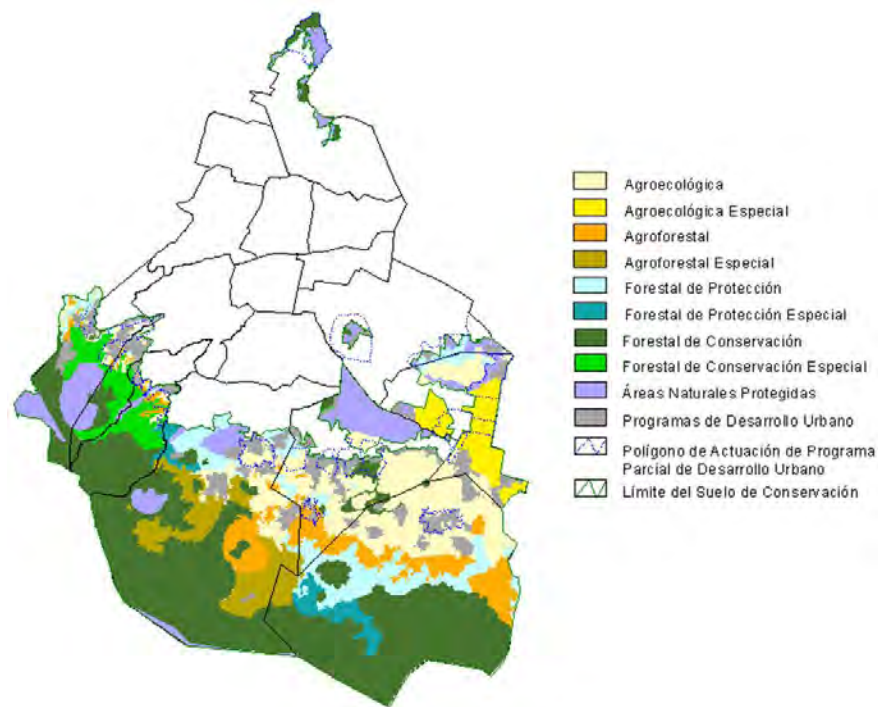 Agroecológica
Agroecológica Especial
Agroforestal
Agroforestal Especial
Forestal de Protección
Forestal de Protección Especial
Forestal de Conservación
Forestal de Conservación Especial
Áreas Naturales Protegidas
Programas de Desarrollo Urbano
Polígono de Actuación de Programa
Parcial de Desarrollo Urbano
Límite del Suelo de Conservación